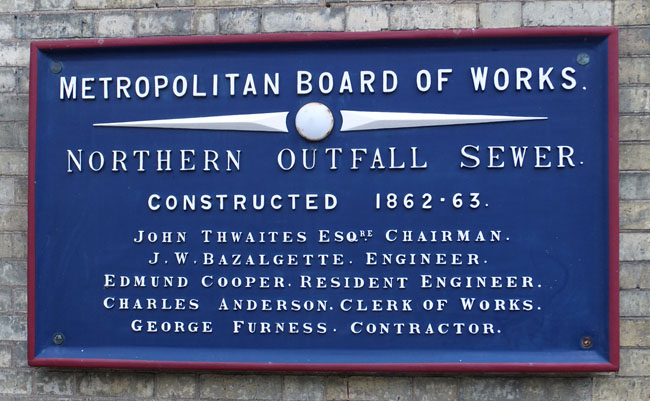 METROPOLITAN BOARD OF WORKS.
NORTHERN OUTFALL SEWER.
CONSTRUCTED 1862-63.
JOHN THWAITES ESQRE. CHAIRMAN.
J. W. BAZALGETTE. ENGINEER.
EDMUND COOPER. RESIDENT ENGINEER.
CHARLES ANDERSON. CLERK OF WORKS.
GEORGE FURNESS. CONTRACTOR.